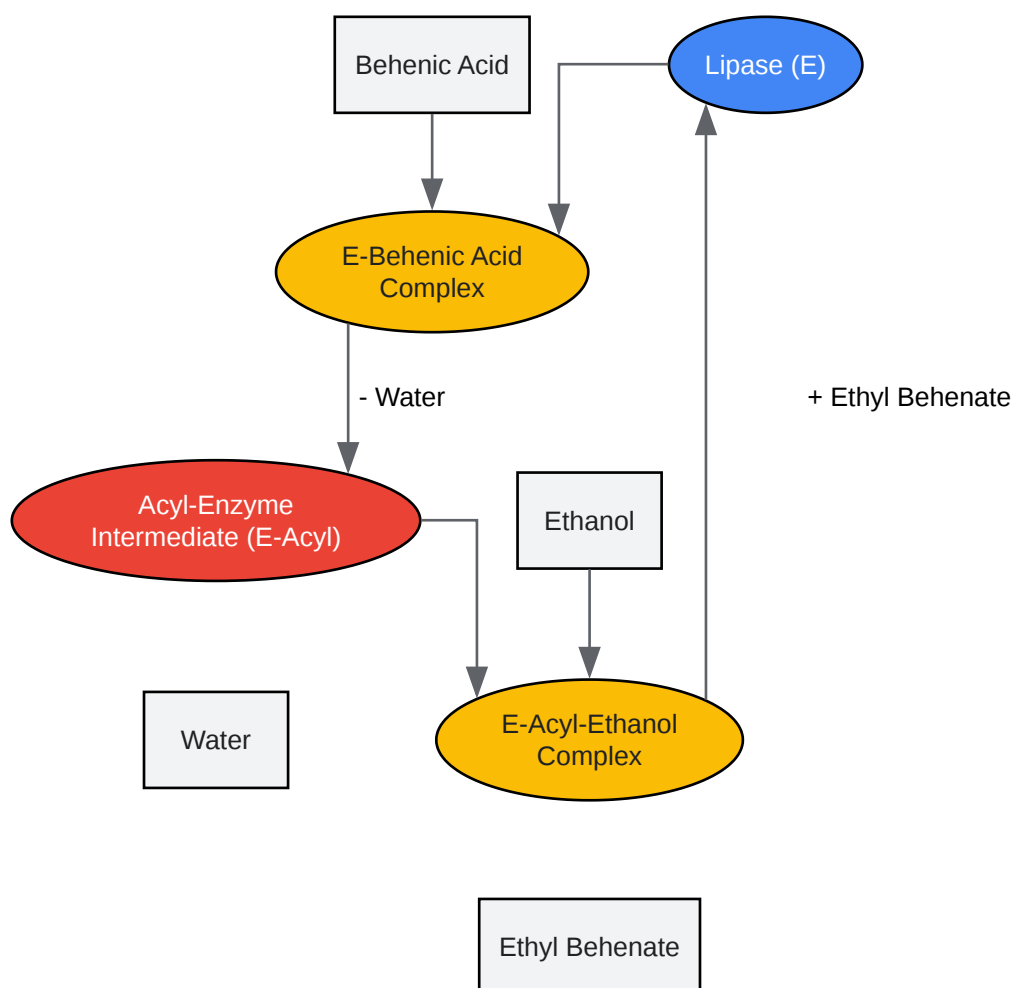 Behenic Acid
Lipase (E)
E-Behenic Acid
Complex
- Water
+ Ethyl Behenate
Acyl-Enzyme
Intermediate (E-Acyl)
Ethanol
Water
E-Acyl-Ethanol
Complex
Ethyl Behenate